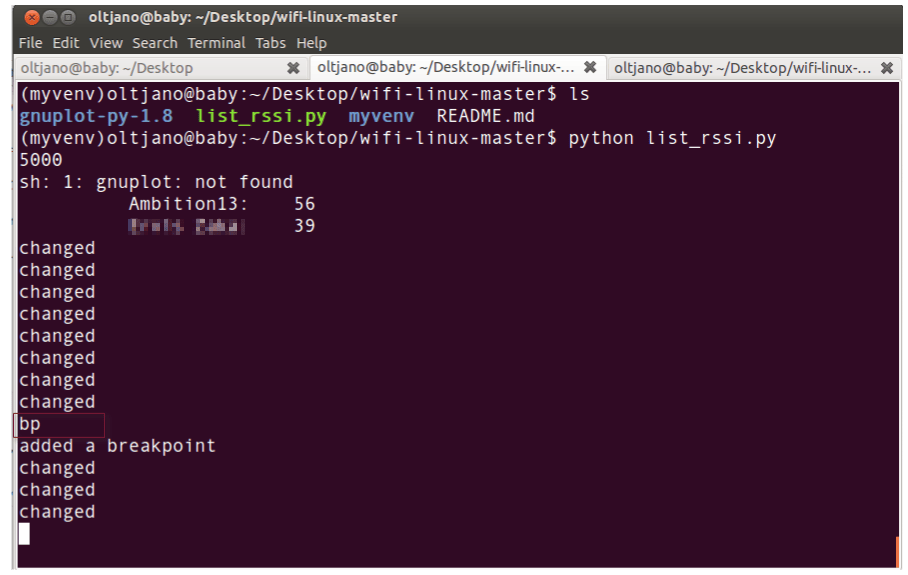 oltjano@baby: ~/Desktop/wifi-linux-master
File Edit View Search Terminal Tabs Help
oltjano@baby: ~/Desktop oltjano@baby: ~/Desktop/wifi-linux-... oltjano@baby: ~/Desktop/wifi-linux-...
(myvenv)oltjano@baby:~/Desktop/wifi-linux-master$ ls
gnuplot-py-1.8 list_rssi.py myvenv README.md
(myvenv)oltjano@baby:~/Desktop/wifi-linux-master$ python list_rssi.py
5000
sh: 1: gnuplot: not found
Ambition13: 56
39
changed
changed
changed
changed
changed
changed
changed
changed
bp
added a breakpoint
changed
changed
changed